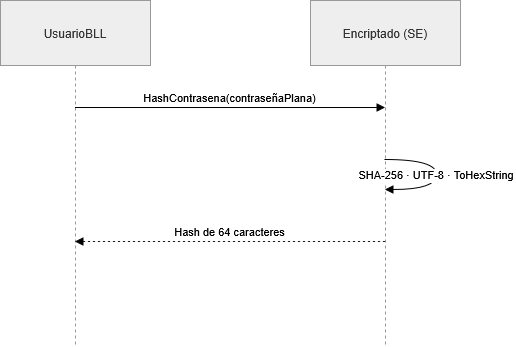 UsuarioBLL
Encriptado (SE)
HashContrasena(contraseñaPlana)
SHA-256 · UTF-8 · ToHexString
Hash de 64 caracteres